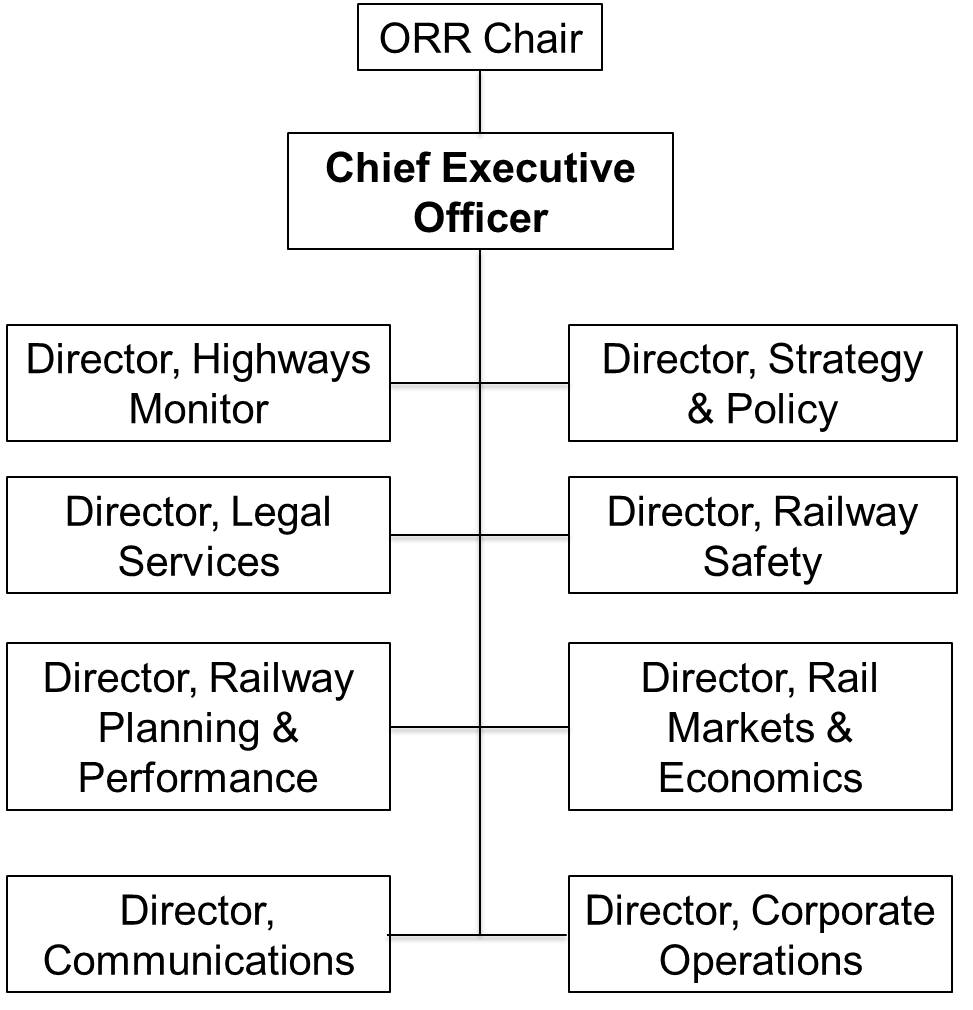 ORR Chair
Chief Executive
Officer
Director, Highways
Monitor
Director, Strategy
& Policy
Director, Legal
Services
Director, Railway
Safety
Director, Railway
Planning &
Performance
Director, Rail
Markets &
Economics
Director,
Communications
Director, Corporate
Operations